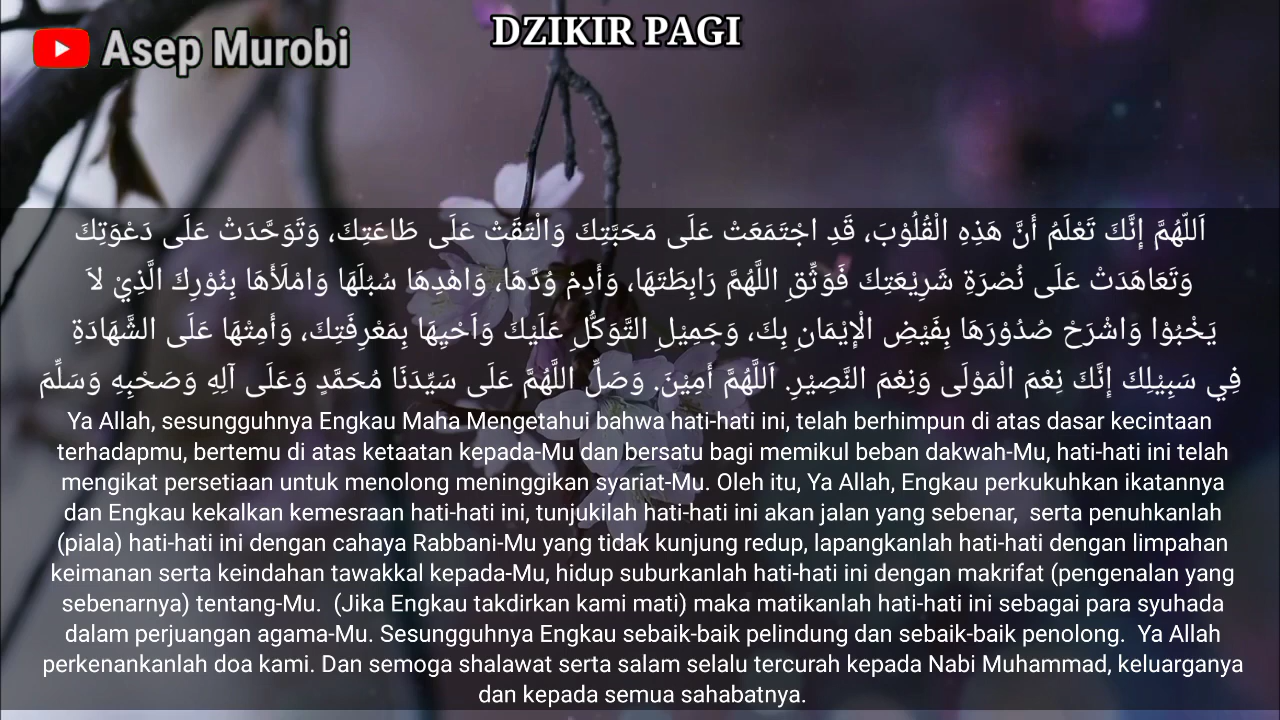 DZIKIR PAGI
Asep Murobi
اَللّٰهُمَّ إِنَّكَ تَعْلَمُ أَنَّ هَذِهِ الْقُلُوْبَ، قَدِ اجْتَمَعَتْ عَلَى مَحَبَّتِكَ وَالْتَقَتْ عَلَى طَاعَتِكَ، وَتَوَحَّدَتْ عَلَى دَعْوَتِكَ
وَتَعَاهَدَتْ عَلَى نُصْرَةِ شَرِيْعَتِكَ فَوَثِّقِ اللَّهُمَّ رَابِطَتَهَا، وَأَدِمْ وُدَّهَا، وَاهْدِهَا سُبُلَهَا وَامْلَأْهَا بِنُوْرِكَ الَّذِيْ لاَ
يَخْبُوْا وَاشْرَحْ صُدُوْرَهَا بِفَيْضِ الْإِيْمَانِ بِكَ، وَجَمِيْلِ التَّوَكُّلِ عَلَيْكَ وَاَحْيِهَا بِمَعْرِفَتِكَ، وَأَمِتْهَا عَلَى الشَّهَادَةِ
فِي سَبِيْلِكَ إِنَّكَ نِعْمَ الْمَوْلَى وَنِعْمَ النَّصِيْرِ. اَللَّهُمَّ أَمِيْنَ. وَصَلِّ اللَّهُمَّ عَلَى سَيِّدَنَا مُحَمَّدٍ وَعَلَى آلِهِ وَصَحْبِهِ وَسَلِّمَ
Ya Allah, sesungguhnya Engkau Maha Mengetahui bahwa hati-hati ini, telah berhimpun di atas dasar kecintaan
terhadapmu, bertemu di atas ketaatan kepada-Mu dan bersatu bagi memikul beban dakwah-Mu, hati-hati ini telah
mengikat persetiaan untuk menolong meninggikan syariat-Mu. Oleh itu, Ya Allah, Engkau perkukuhkan ikatannya
dan Engkau kekalkan kemesraan hati-hati ini, tunjukilah hati-hati ini akan jalan yang sebenar, serta penuhkanlah
(piala) hati-hati ini dengan cahaya Rabbani-Mu yang tidak kunjung redup, lapangkanlah hati-hati dengan limpahan
keimanan serta keindahan tawakkal kepada-Mu, hidup suburkanlah hati-hati ini dengan makrifat (pengenalan yang
sebenarnya) tentang-Mu. (Jika Engkau takdirkan kami mati) maka matikanlah hati-hati ini sebagai para syuhada
dalam perjuangan agama-Mu. Sesungguhnya Engkau sebaik-baik pelindung dan sebaik-baik penolong. Ya Allah
perkenankanlah doa kami. Dan semoga shalawat serta salam selalu tercurah kepada Nabi Muhammad, keluarganya
dan kepada semua sahabatnya.